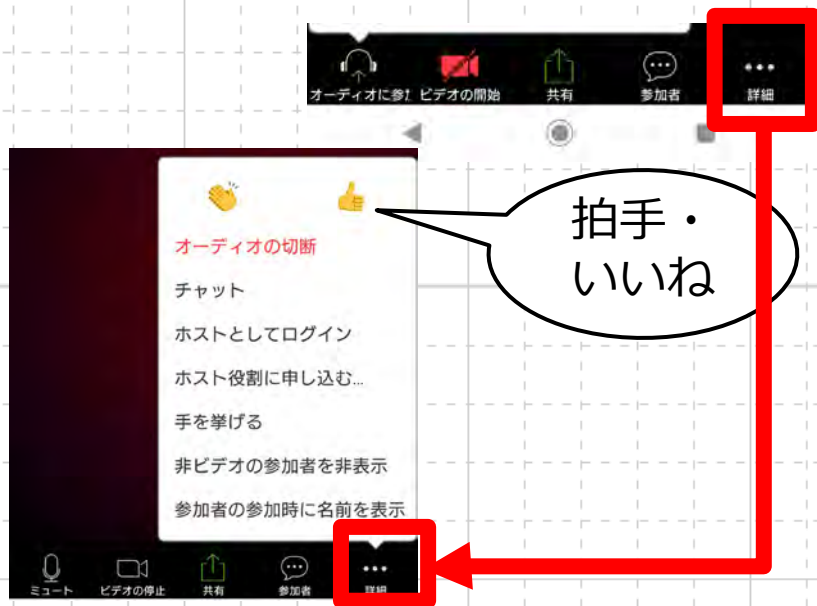 オーディオに参加
ビデオの開始
共有
参加者
詳細
拍手・
いいね
オーディオの切断
チャット
ホストとしてログイン
ホスト役割に申し込む...
手を挙げる
非ビデオの参加者を非表示
参加者の参加時に名前を表示
ミュート
ビデオの停止
共有
参加者
詳細